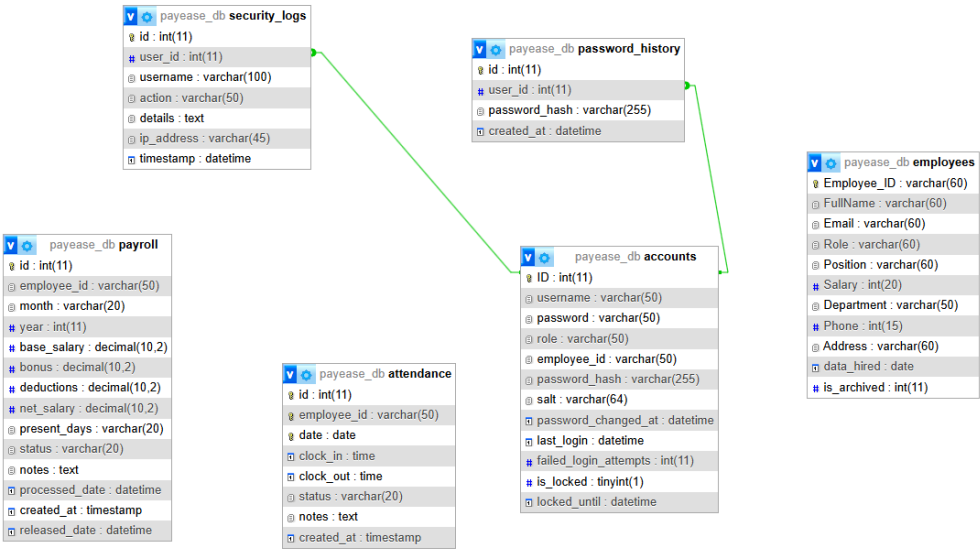 payease_db security_logs
id : int(11)
# user_id : int(11)
username : varchar(100)
action : varchar(50)
details : text
ip_address : varchar(45)
timestamp : datetime
payease_db password_history
id : int(11)
# user_id : int(11)
password_hash : varchar(255)
created_at : datetime
payease_db employees
Employee_ID : varchar(60)
FullName : varchar(60)
Email : varchar(60)
Role : varchar(60)
Position : varchar(60)
# Salary : int(20)
Department : varchar(50)
# Phone : int(15)
Address : varchar(60)
data_hired : date
# is_archived : int(11)
payease_db payroll
id : int(11)
employee_id : varchar(50)
month : varchar(20)
# year : int(11)
# base_salary : decimal(10,2)
# bonus : decimal(10,2)
# deductions : decimal(10,2)
# net_salary : decimal(10,2)
present_days : varchar(20)
status : varchar(20)
notes : text
processed_date : datetime
created_at : timestamp
released_date : datetime
payease_db attendance
id : int(11)
employee_id : varchar(50)
date : date
clock_in : time
clock_out : time
status : varchar(20)
notes : text
created_at : timestamp
payease_db accounts
ID : int(11)
username : varchar(50)
password : varchar(50)
role : varchar(50)
employee_id : varchar(50)
password_hash : varchar(255)
salt : varchar(64)
password_changed_at : datetime
last_login : datetime
# failed_login_attempts : int(11)
# is_locked : tinyint(1)
locked_until : datetime